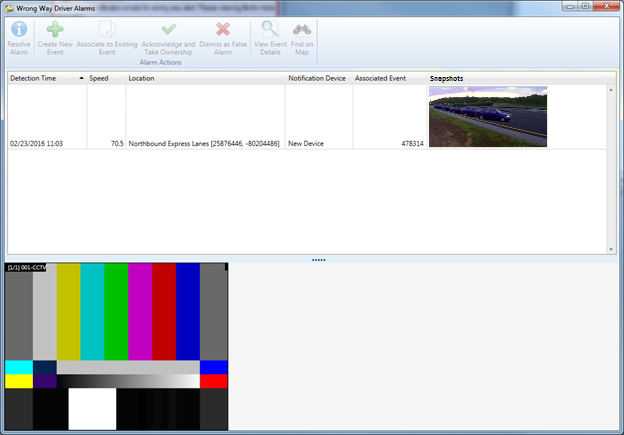 Wrong Way Driver Alarms
Resolve Alarm
Create New Event
Associate to Existing Event
Acknowledge and Take Ownership
Dismiss as False Alarm
View Event Details
Find on Map
Alarm Actions
Detection Time Speed Location Notification Device Associated Event Snapshots
02/23/2016 11:03 70.5 Northbound Express Lanes [25876446, -80204486] New Device 478314
[1/1] 001-CCTV